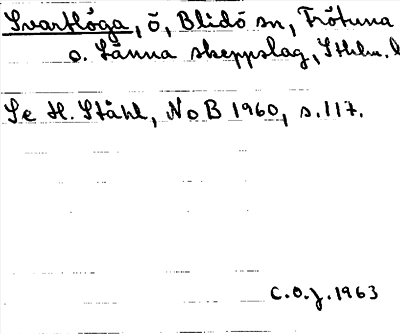 Svartlöga, ö, Blidö sn, Frötuna
o. Länna skeppslag, Sthlm. l
Se H. Ståhl, NoB 1960, s. 117.
C.O.J. 1963